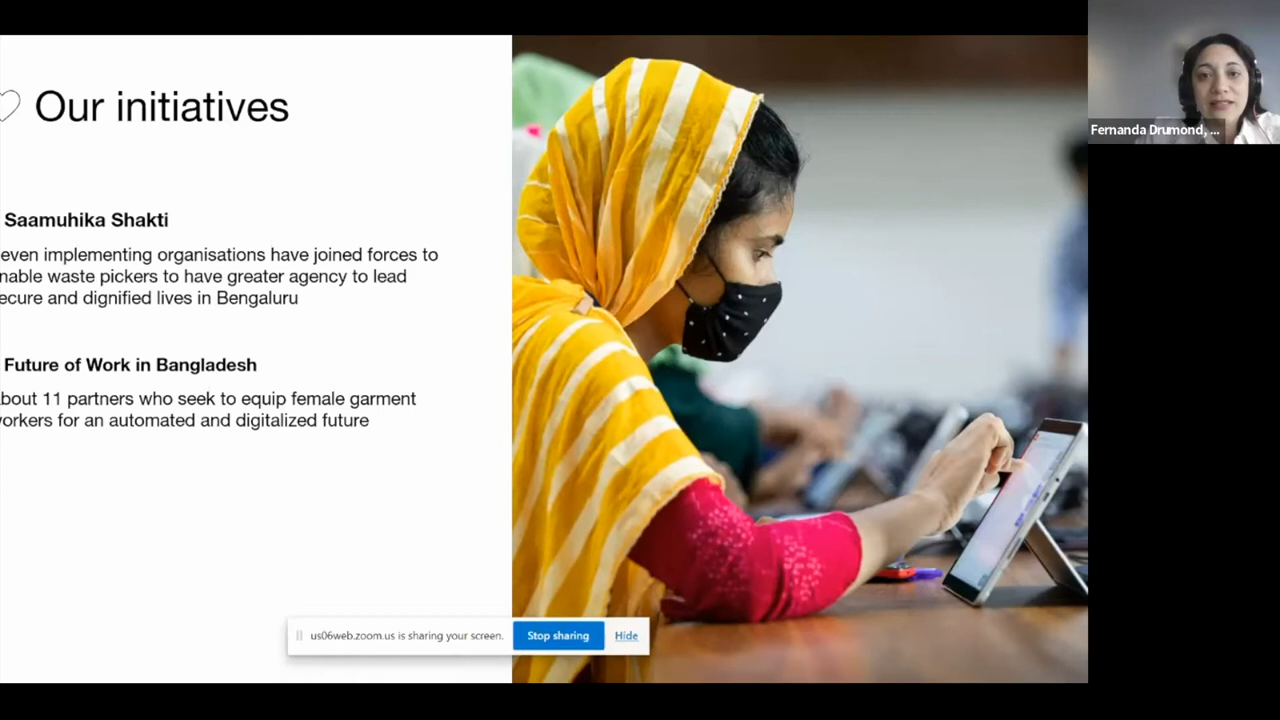 Our initiatives
Saamuhika Shakti
even implementing organisations have joined forces to
nable waste pickers to have greater agency to lead
ecure and dignified lives in Bengaluru
Future of Work in Bangladesh
bout 11 partners who seek to equip female garment
workers for an automated and digitalized future
us06web.zoom.us is sharing your screen.
Stop sharing
Hide
Fernanda Drumond, ...